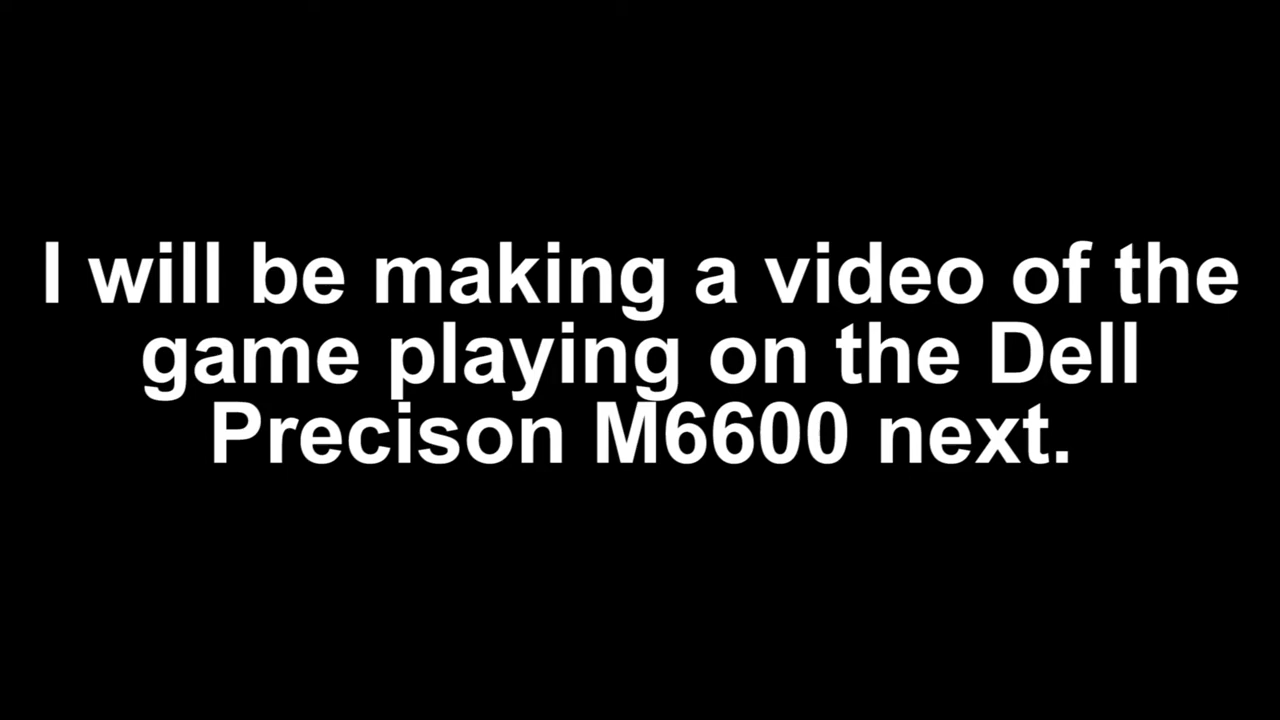 I will be making a video of the
game playing on the Dell
Precison M6600 next.